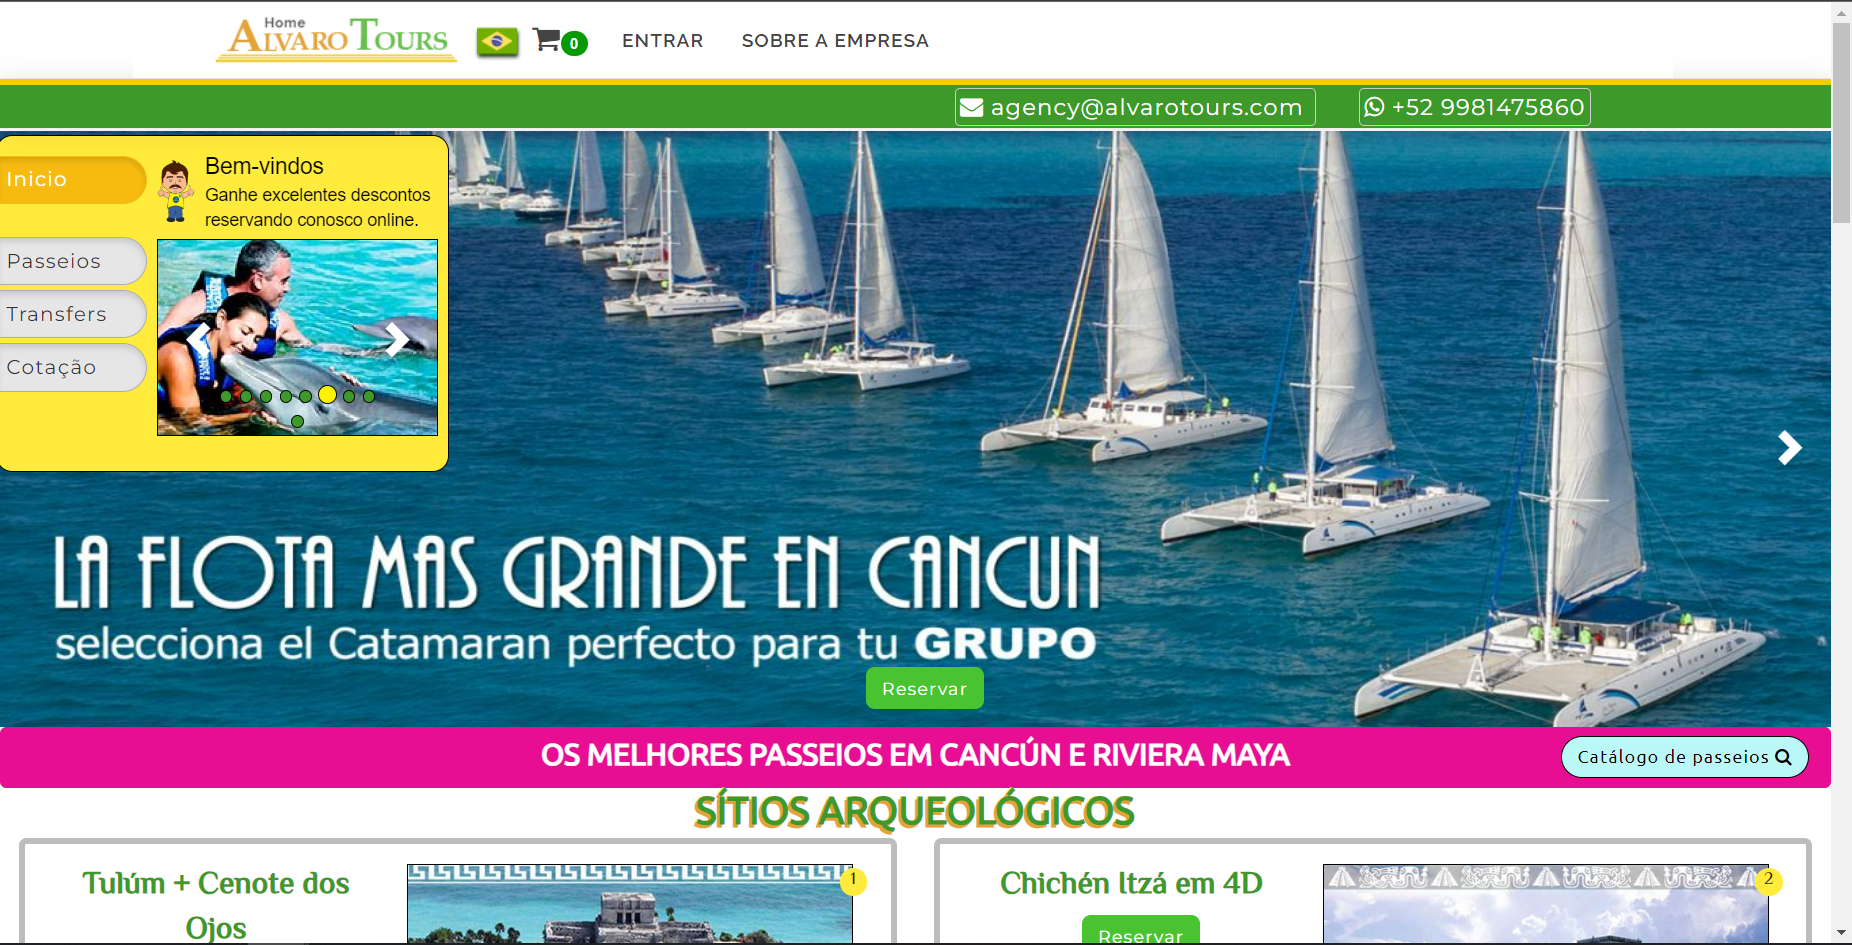 Home
ALVARO TOURS
0
ENTRAR
SOBRE A EMPRESA
agency@alvarotours.com
+52 9981475860
Inicio
Passeios
Transfers
Cotação
Bem-vindos
Ganhe excelentes descontos
reservando conosco online.
LA FLOTA MAS GRANDE EN CANCUN
selecciona el Catamaran perfecto para tu GRUPO
Reservar
OS MELHORES PASSEIOS EM CANCÚN E RIVIERA MAYA
Catálogo de passeios
SÍTIOS ARQUEOLÓGICOS
Tulúm + Cenote dos
Ojos
1
Chichén Itzá em 4D
Reservar
2